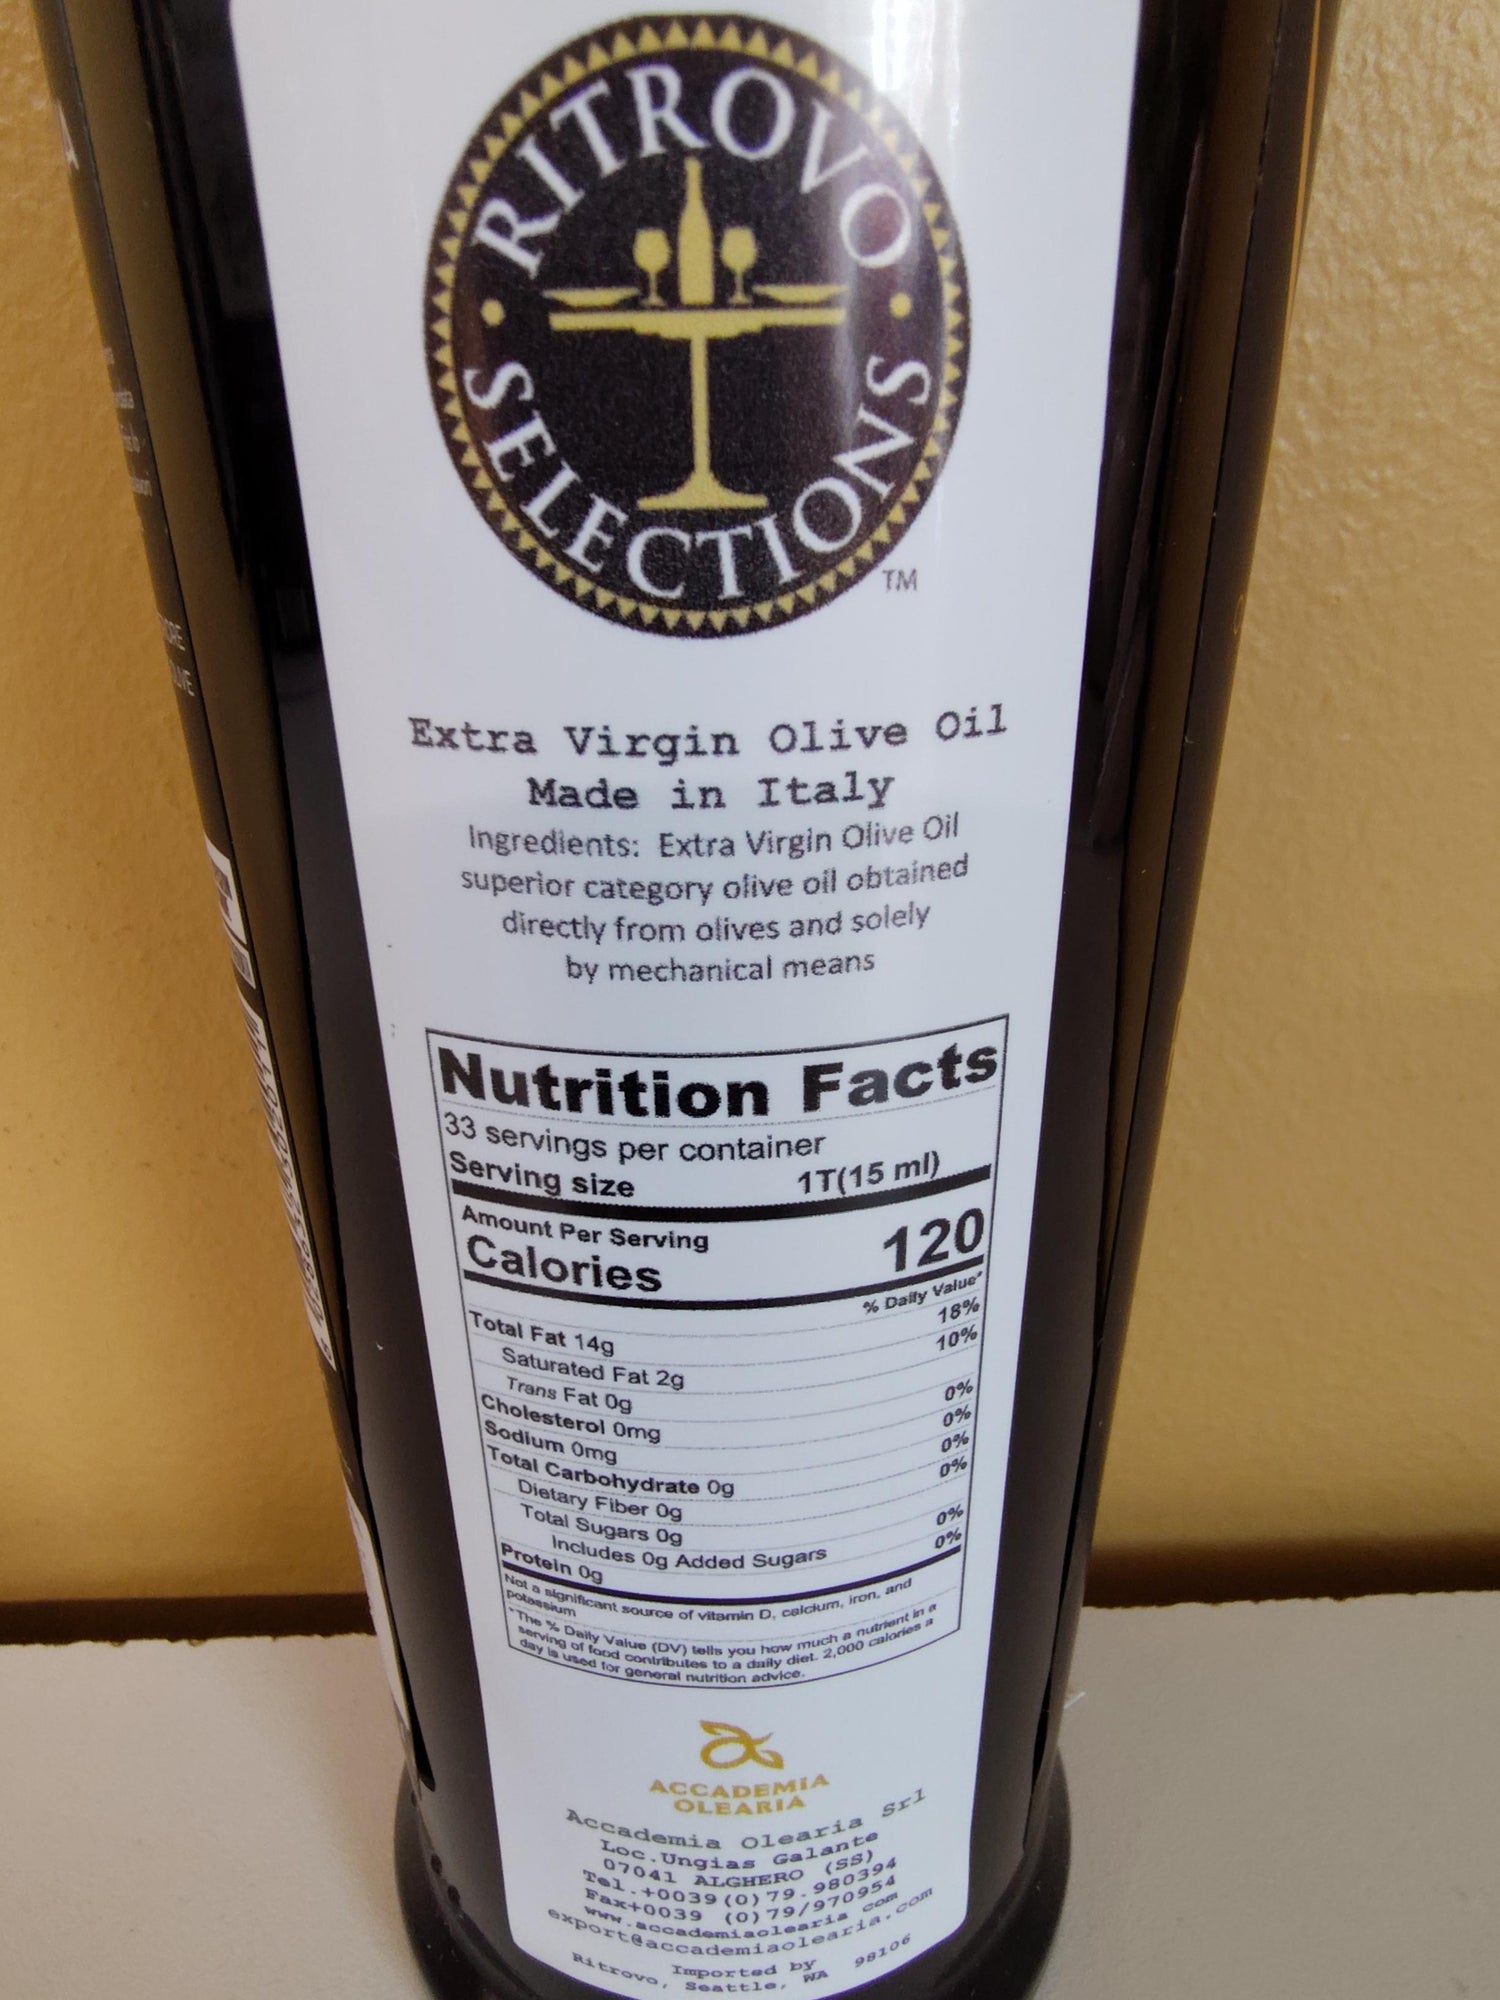 RITROVO
SELECTIONS
TM
Extra Virgin Olive Oil
Made in Italy
Ingredients: Extra Virgin Olive Oil
superior category olive oil obtained
directly from olives and solely
by mechanical means
Nutrition Facts
33 servings per container
Serving size 1T(15 ml)
Amount Per Serving
Calories 120
% Daily Value*
Total Fat 14g 18%
Saturated Fat 2g 10%
Trans Fat 0g
Cholesterol 0mg 0%
Sodium 0mg 0%
Total Carbohydrate 0g 0%
Dietary Fiber 0g 0%
Total Sugars 0g
Includes 0g Added Sugars 0%
Protein 0g 0%
Not a significant source of vitamin D, calcium, iron, and
potassium
*The % Daily Value (DV) tells you how much a nutrient in a
serving of food contributes to a daily diet. 2,000 calories a
day is used for general nutrition advice.
ACCADEMIA
OLEARIA
Accademia Olearia Srl
Loc.Ungias Galante
07041 ALGHERO (SS)
Tel.+0039(0)79.980394
Fax+0039 (0)79/970954
www.accademiaolearia com
export@accademiaolearia.com
Imported by
Ritrovo, Seattle, WA 98106